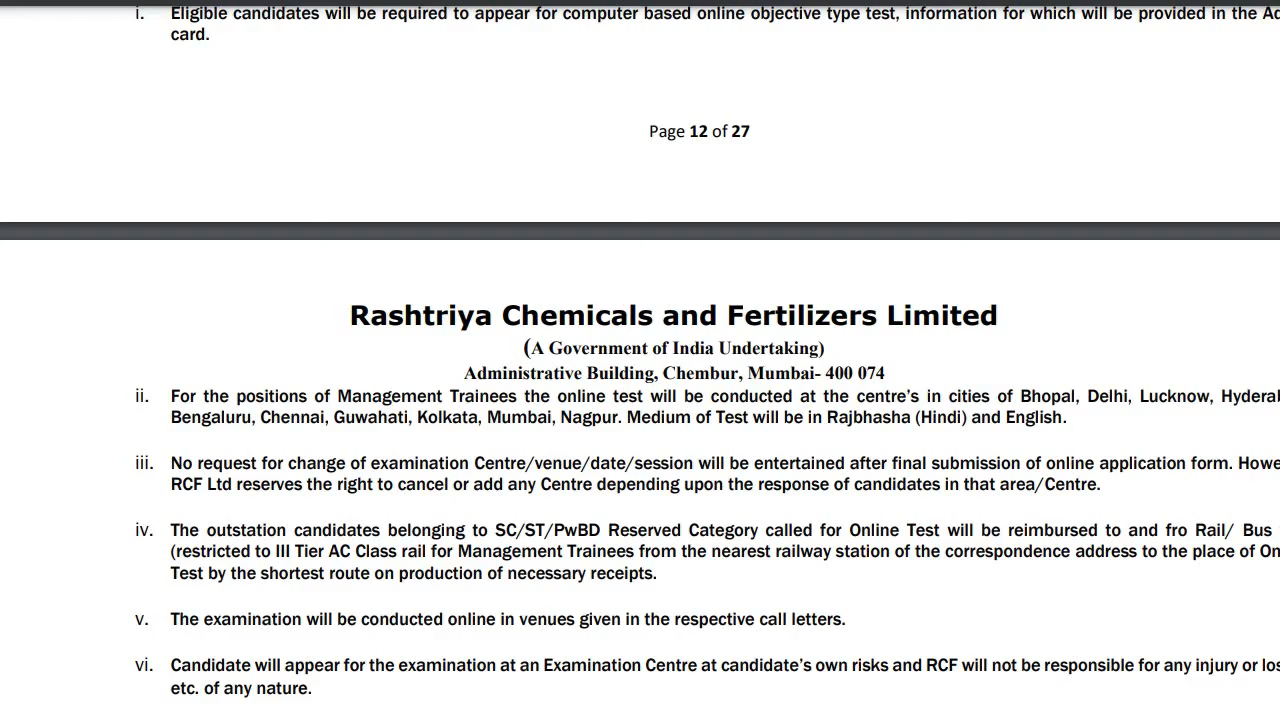 i. Eligible candidates will be required to appear for computer based online objective type test, information for which will be provided in the
card.
Page 12 of 27
Rashtriya Chemicals and Fertilizers Limited
(A Government of India Undertaking)
Administrative Building, Chembur, Mumbai- 400 074
ii. For the positions of Management Trainees the online test will be conducted at the centre's in cities of Bhopal, Delhi, Lucknow,
Bengaluru, Chennai, Guwahati, Kolkata, Mumbai, Nagpur. Medium of Test will be in Rajbhasha (Hindi) and English.
iii. No request for change of examination Centre/venue/date/session will be entertained after final submission of online application form.
RCF Ltd reserves the right to cancel or add any Centre depending upon the response of candidates in that area/Centre.
iv. The outstation candidates belonging to SC/ST/PwBD Reserved Category called for Online Test will be reimbursed to and fro Rail/ Bus
(restricted to III Tier AC Class rail for Management Trainees from the nearest railway station of the correspondence address to the place of
Test by the shortest route on production of necessary receipts.
v. The examination will be conducted online in venues given in the respective call letters.
vi. Candidate will appear for the examination at an Examination Centre at candidate's own risks and RCF will not be responsible for any injury or
etc. of any nature.